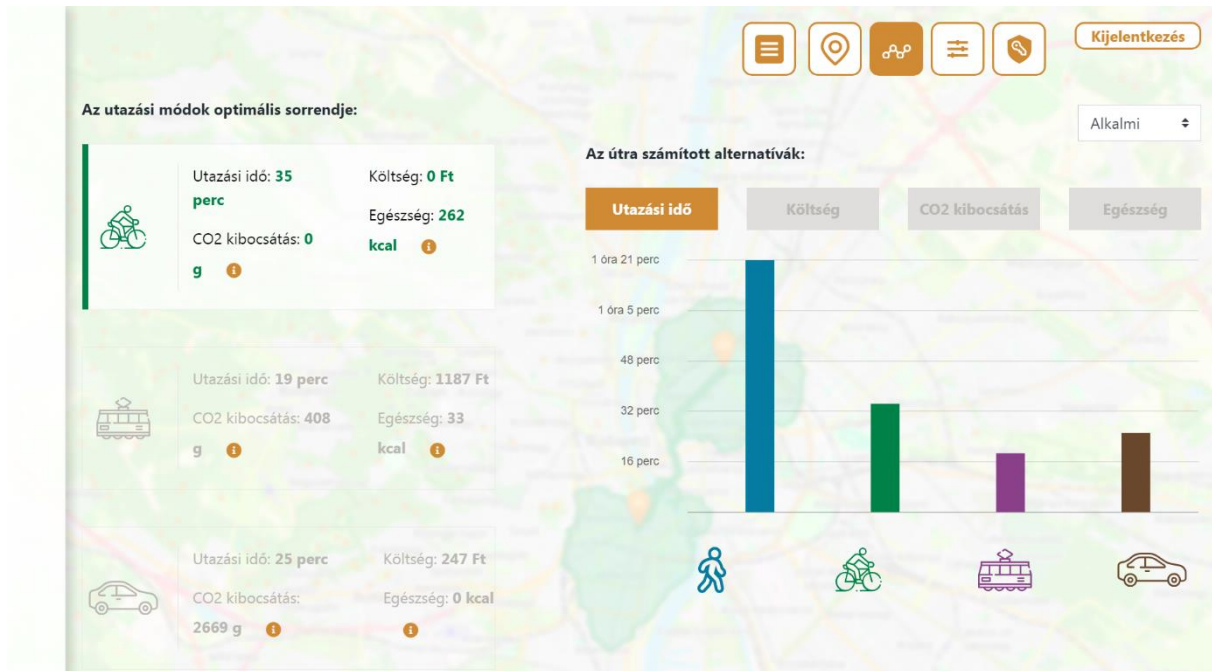 Kijelentkezés
Az utazási módok optimális sorrendje:
Alkalmi
Utazási idő: 35
perc
CO2 kibocsátás: 0
g
Költség: 0 Ft
Egészség: 262
kcal
Utazási idő: 19 perc
CO2 kibocsátás: 408
g
Költség: 1187 Ft
Egészség: 33
kcal
Utazási idő: 25 perc
CO2 kibocsátás:
2669 g
Költség: 247 Ft
Egészség: 0 kcal
Az útra számított alternatívák:
Utazási idő
Költség
CO2 kibocsátás
Egészség
1 óra 21 perc
1 óra 5 perc
48 perc
32 perc
16 perc